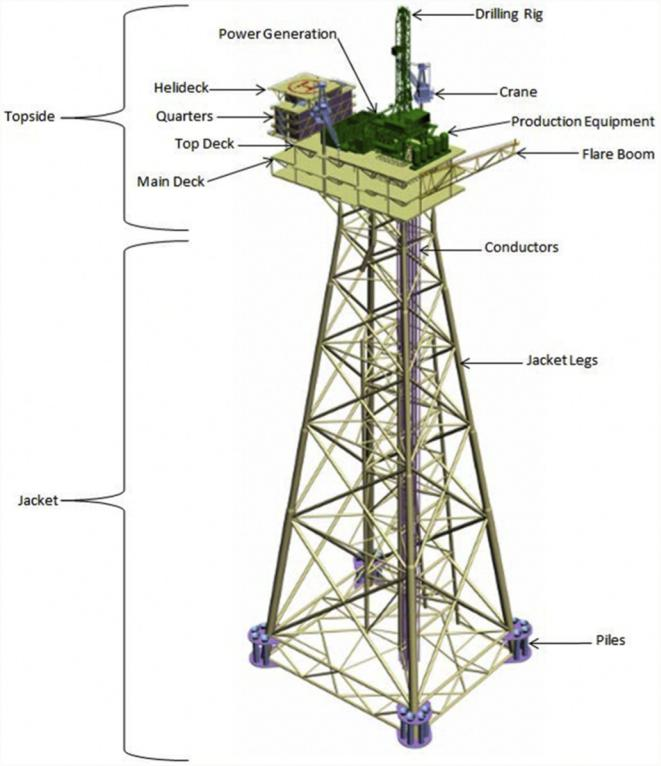 Drilling Rig
Power Generation
Helideck
Crane
Topside
Quarters
Production Equipment
Top Deck
Flare Boom
Main Deck
Conductors
Jacket Legs
Jacket
Piles
H